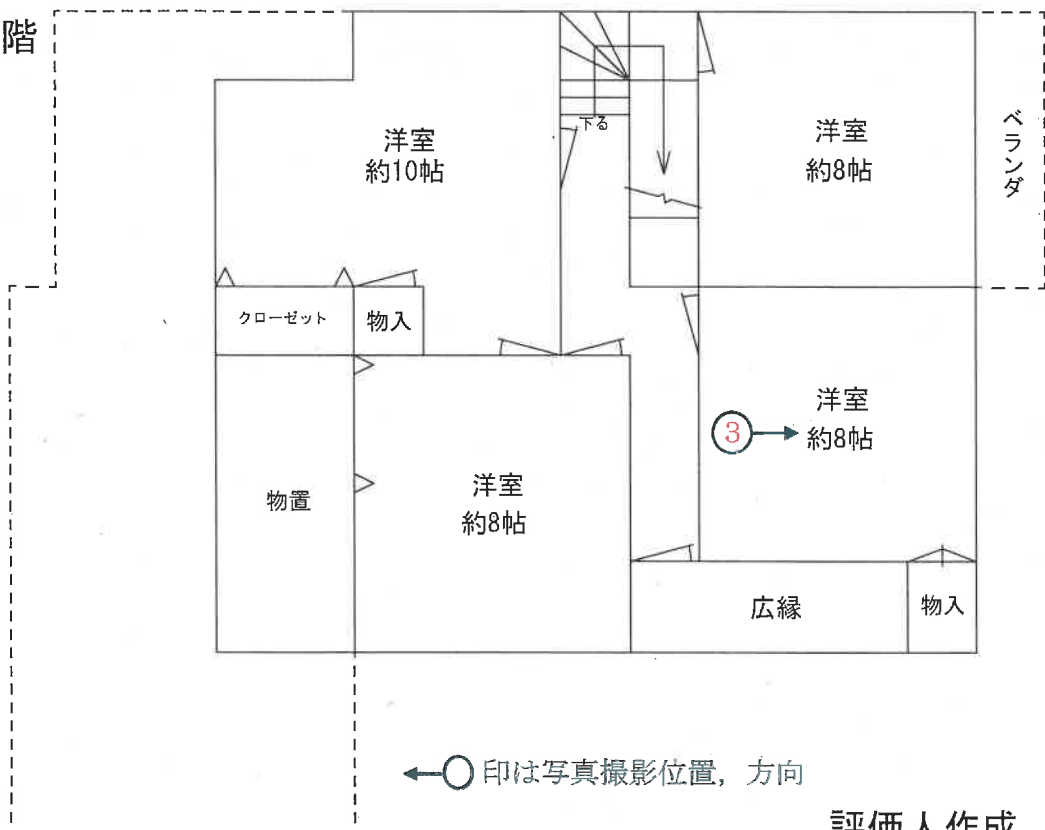 階
洋室
約10帖
下る
洋室
約8帖
ベランダ
クローゼット
物入
洋室
約8帖
3
物置
洋室
約8帖
広縁
物入
印は写真撮影位置，方向
評価人作成